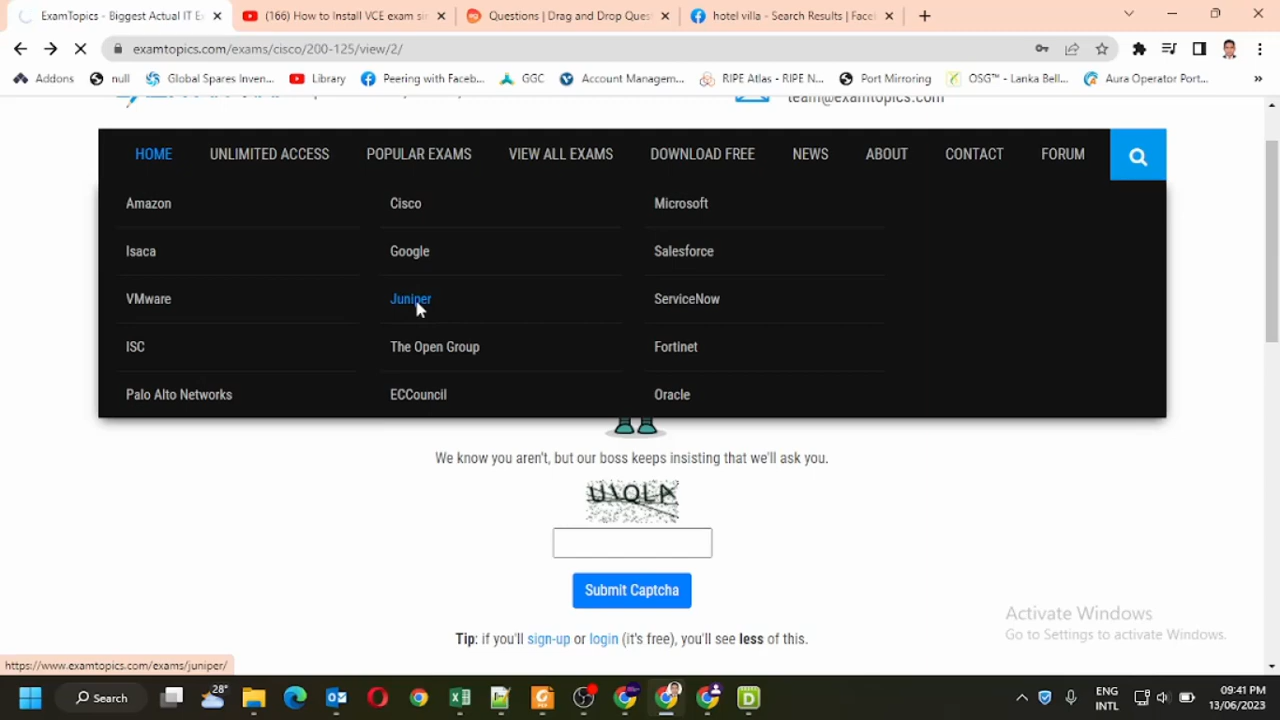 ExamTopics - Biggest Actual IT E
(166) How to Install VCE exam si
Questions | Drag and Drop Quest
hotel villa - Search Results | Face
examtopics.com/exams/cisco/200-125/view/2/
Addons
null
Global Spares Inven...
Library
Peering with Faceb...
GGC
Account Managem...
RIPE Atlas - RIPE N...
Port Mirroring
OSG™ - Lanka Bell...
Aura Operator Port...
team@examtopics.com
HOME
UNLIMITED ACCESS
POPULAR EXAMS
VIEW ALL EXAMS
DOWNLOAD FREE
NEWS
ABOUT
CONTACT
FORUM
Amazon
Cisco
Microsoft
Isaca
Google
Salesforce
VMware
Juniper
ServiceNow
ISC
The Open Group
Fortinet
Palo Alto Networks
ECCouncil
Oracle
We know you aren't, but our boss keeps insisting that we'll ask you.
Submit Captcha
Tip: if you'll sign-up or login (it's free), you'll see less of this.
Activate Windows
Go to Settings to activate Windows.
https://www.examtopics.com/exams/juniper/
28°
Search
ENG
INTL
09:41 PM
13/06/2023